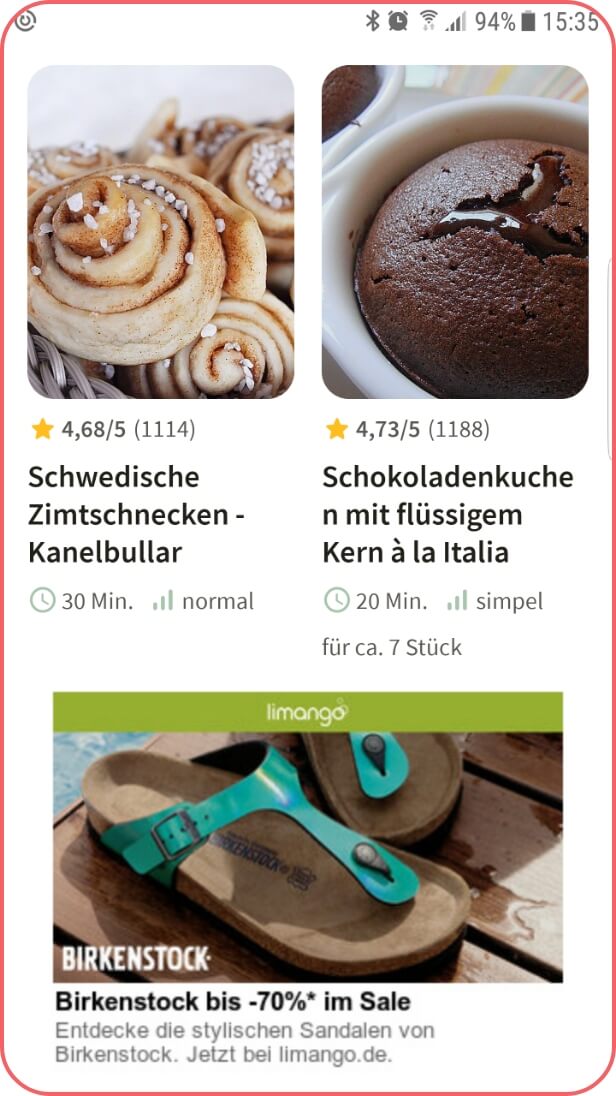 94% 15:35
4,68/5 (1114)
Schwedische
Zimtschnecken -
Kanelbullar
30 Min. normal
4,73/5 (1188)
Schokoladenkuche
n mit flüssigem
Kern à la Italia
20 Min. simpel
für ca. 7 Stück
limango
BIRKENSTOCK
BIRKENSTOCK
Birkenstock bis -70%* im Sale
Entdecke die stylischen Sandalen von
Birkenstock. Jetzt bei limango.de.